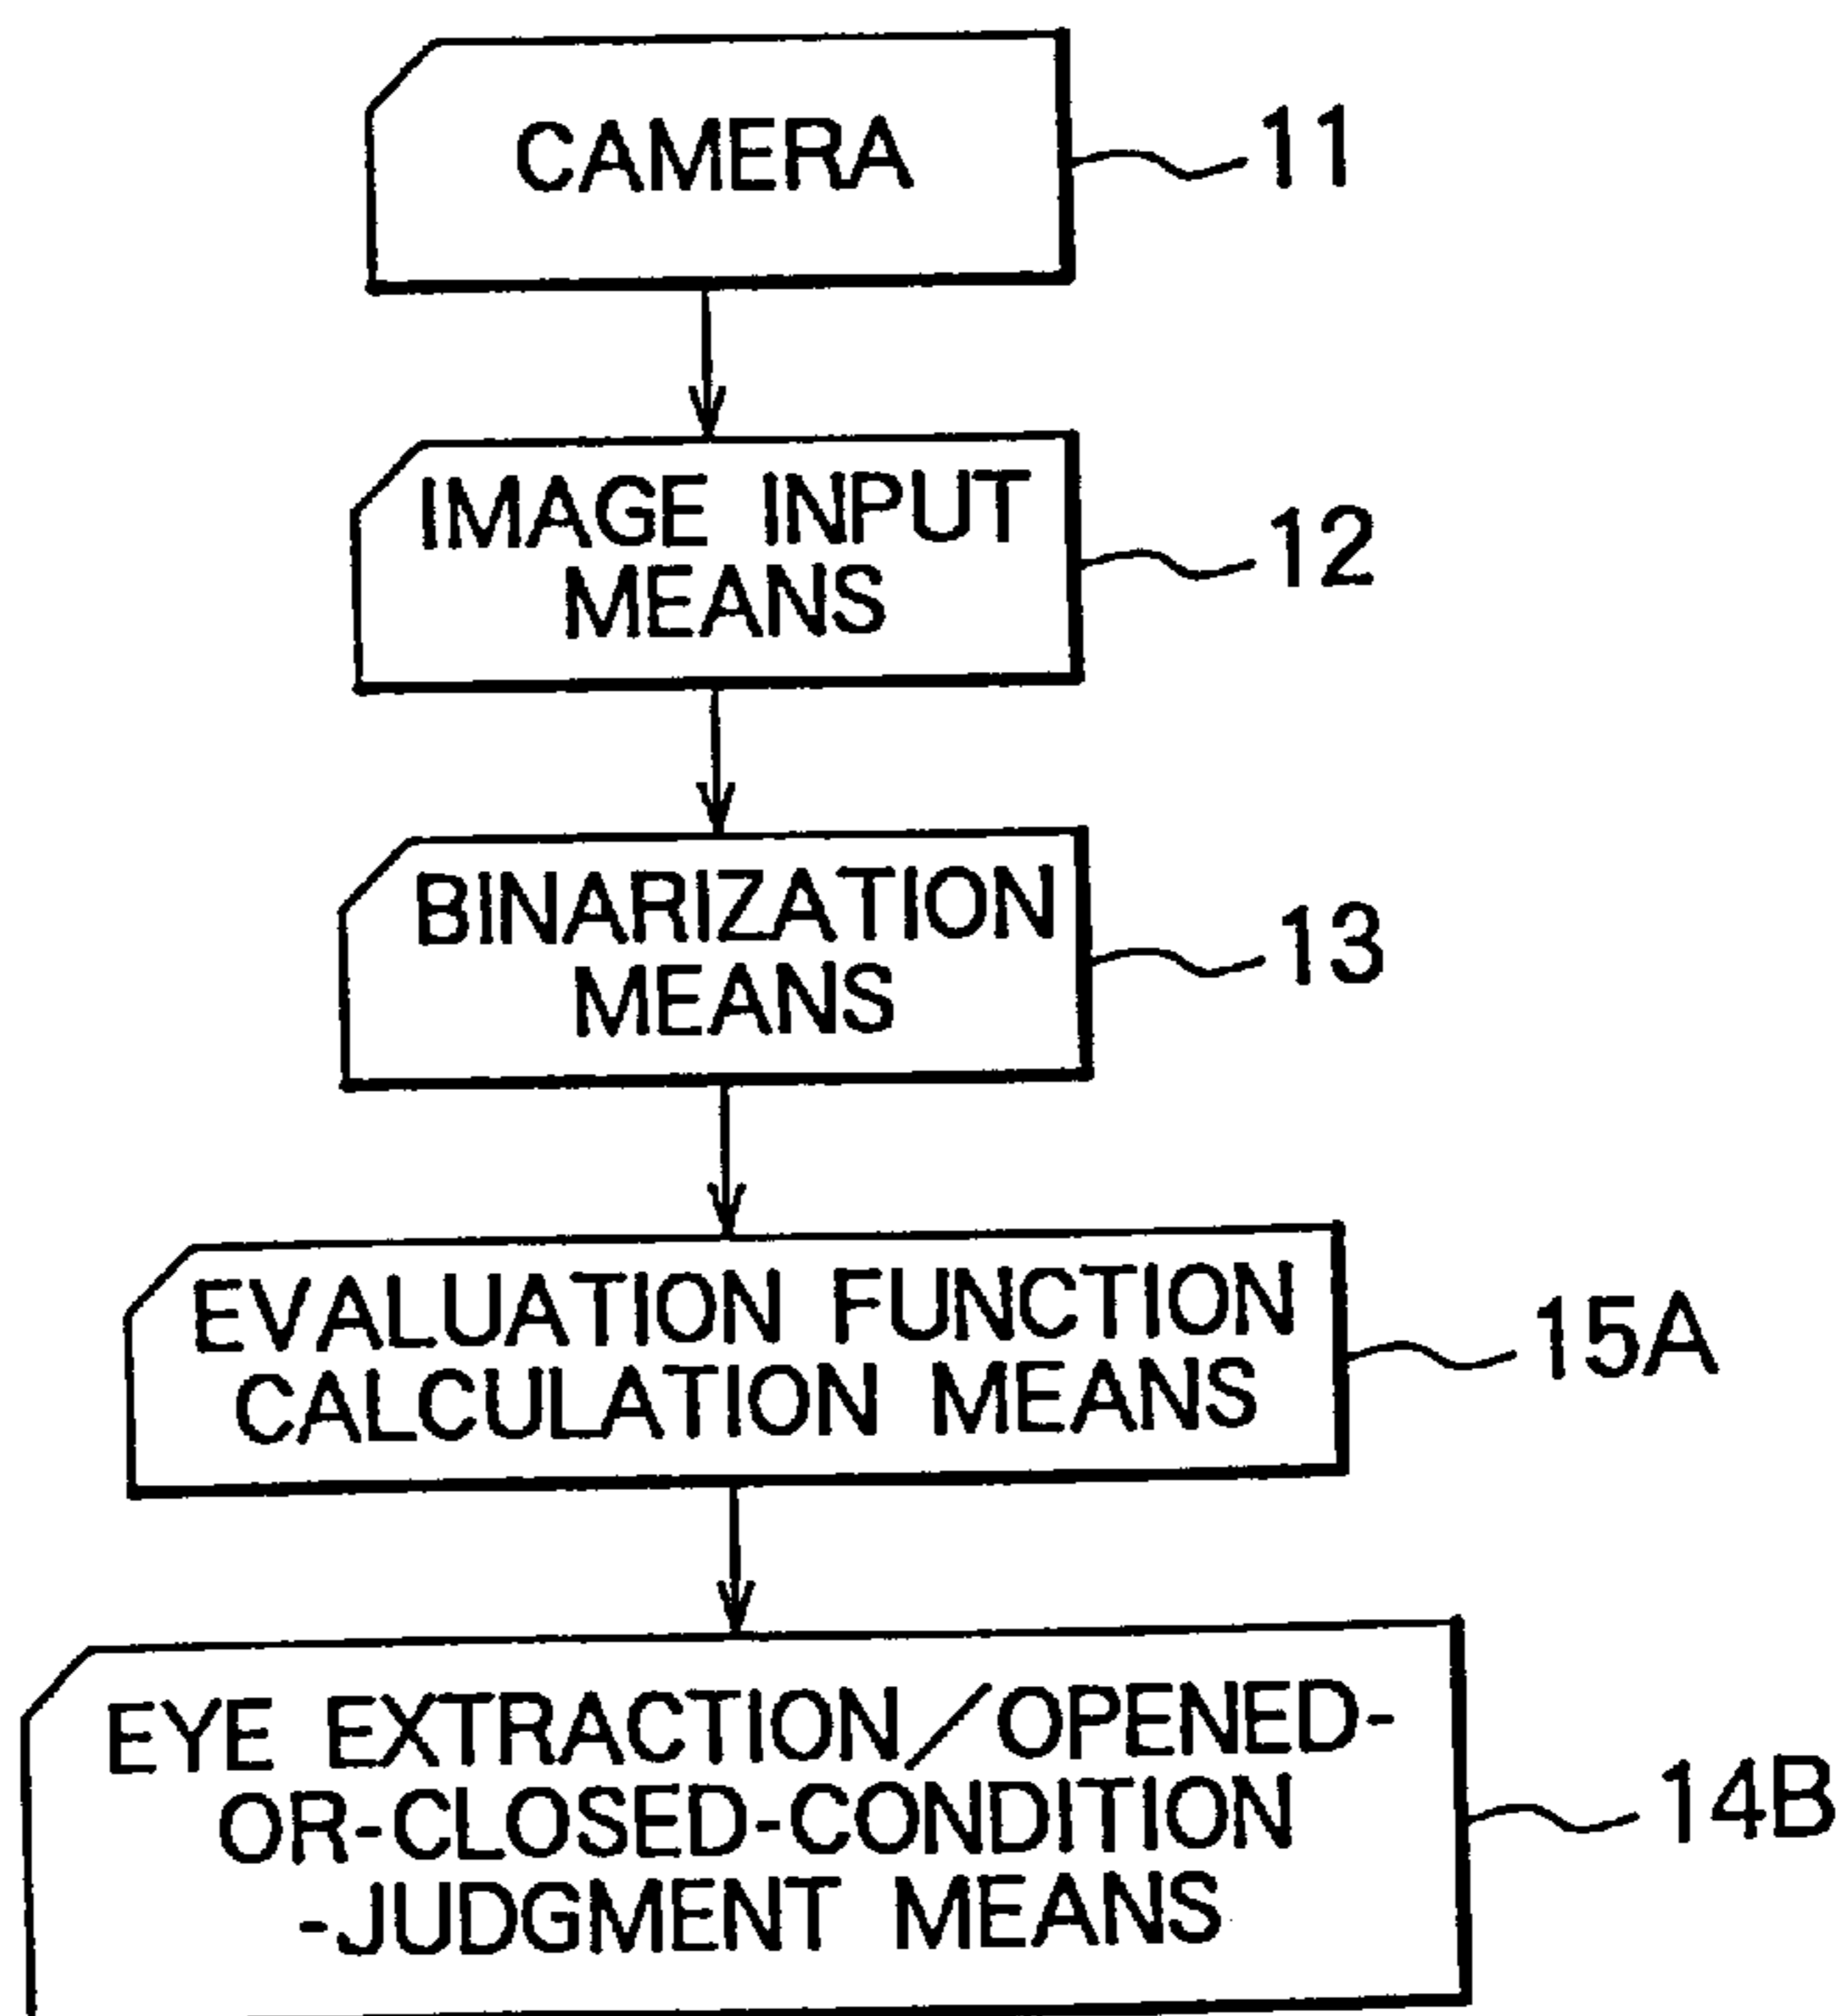 CAMERA
11
IMAGE INPUT
MEANS
12
BINARIZATION
MEANS
13
EVALUATION FUNCTION
CALCULATION MEANS
15A
EYE EXTRACTION/OPENED-
OR-CLOSED-CONDITION
-JUDGMENT MEANS
14B